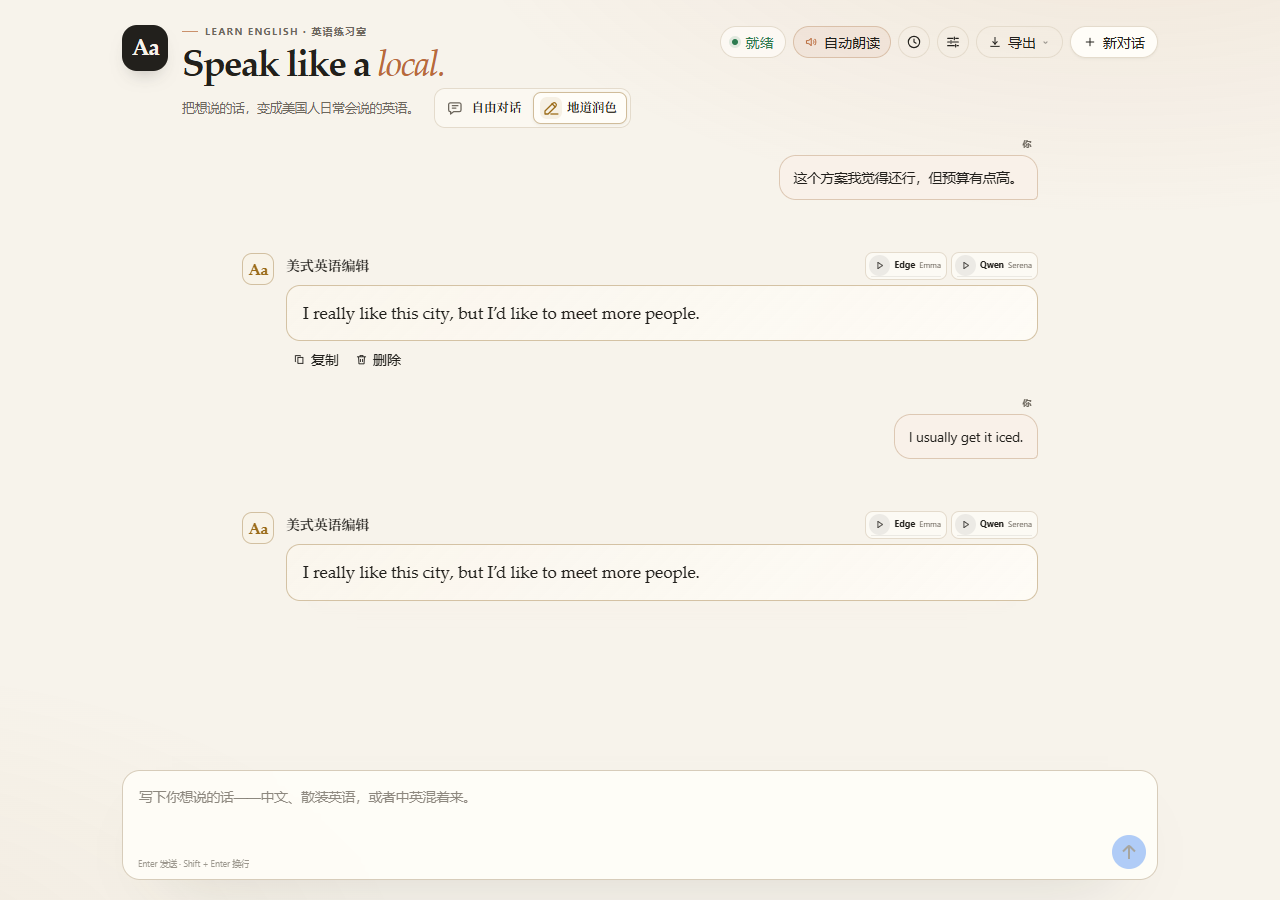 Aa
LEARN ENGLISH · 英语练习室
Speak like a local.
把想说的话，变成美国人日常会说的英语。
自由对话
地道润色
就绪
自动朗读
导出
新对话
你
这个方案我觉得还行，但预算有点高。
Aa
美式英语编辑
Edge Emma
Qwen Serena
I really like this city, but I’d like to meet more people.
复制
删除
你
I usually get it iced.
Aa
美式英语编辑
Edge Emma
Qwen Serena
I really like this city, but I’d like to meet more people.
写下你想说的话——中文、散装英语，或者中英混着来。
Enter 发送 · Shift + Enter 换行